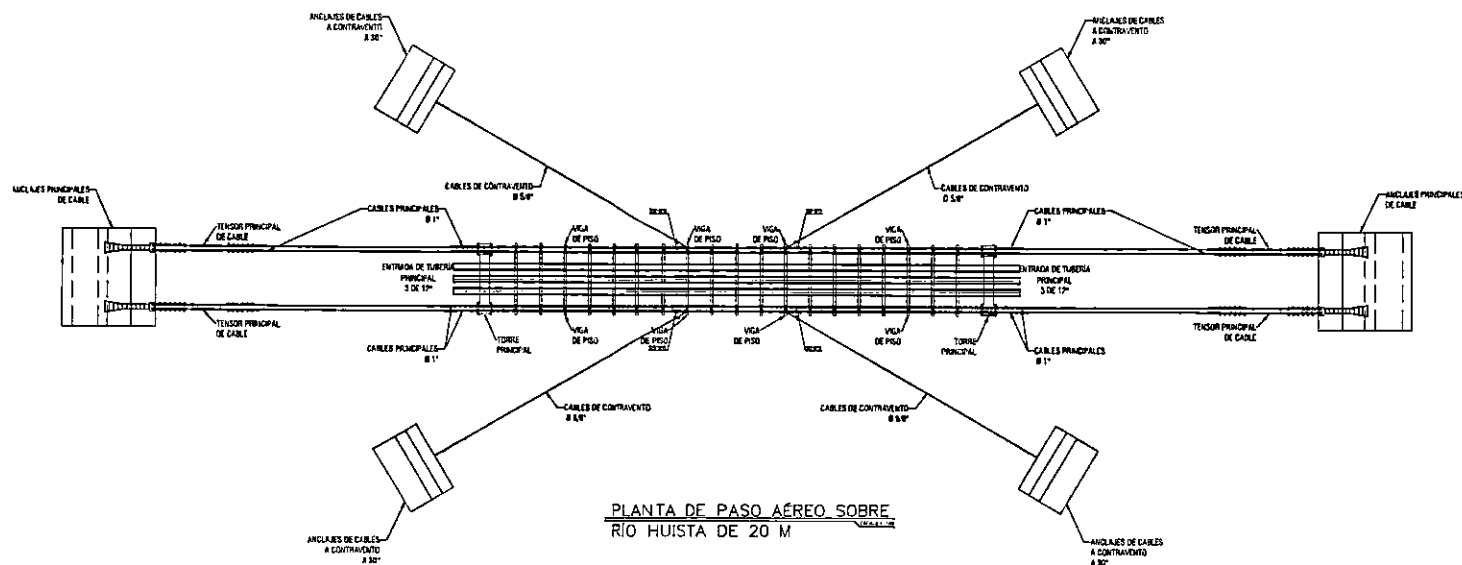 ANCLAJES DE CABLES
A CONTRAVENTO
A 30°
ANCLAJES DE CABLES
A CONTRAVENTO
A 30°
CABLES DE CONTRAVENTO
Ø 5/8"
CABLES DE CONTRAVENTO
Ø 5/8"
ANCLAJES PRINCIPALES
DE CABLE
ANCLAJES PRINCIPALES
DE CABLE
TENSOR PRINCIPAL
DE CABLE
CABLES PRINCIPALES
Ø 1"
VIGA
DE PISO
VIGA
DE PISO
VIGA
DE PISO
VIGA
DE PISO
CABLES PRINCIPALES
Ø 1"
TENSOR PRINCIPAL
DE CABLE
ENTRADA DE TUBERÍA
PRINCIPAL
3 DE 12"
ENTRADA DE TUBERÍA
PRINCIPAL
3 DE 12"
TENSOR PRINCIPAL
DE CABLE
CABLES PRINCIPALES
Ø 1"
TORRE
PRINCIPAL
VIGA
DE PISO
VIGA
DE PISO
VIGA
DE PISO
VIGA
DE PISO
TORRE
PRINCIPAL
CABLES PRINCIPALES
Ø 1"
TENSOR PRINCIPAL
DE CABLE
CABLES DE CONTRAVENTO
Ø 5/8"
CABLES DE CONTRAVENTO
Ø 5/8"
PLANTA DE PASO AÉREO SOBRE
RÍO HUISTA DE 20 M
ANCLAJES DE CABLES
A CONTRAVENTO
A 30°
ANCLAJES DE CABLES
A CONTRAVENTO
A 30°